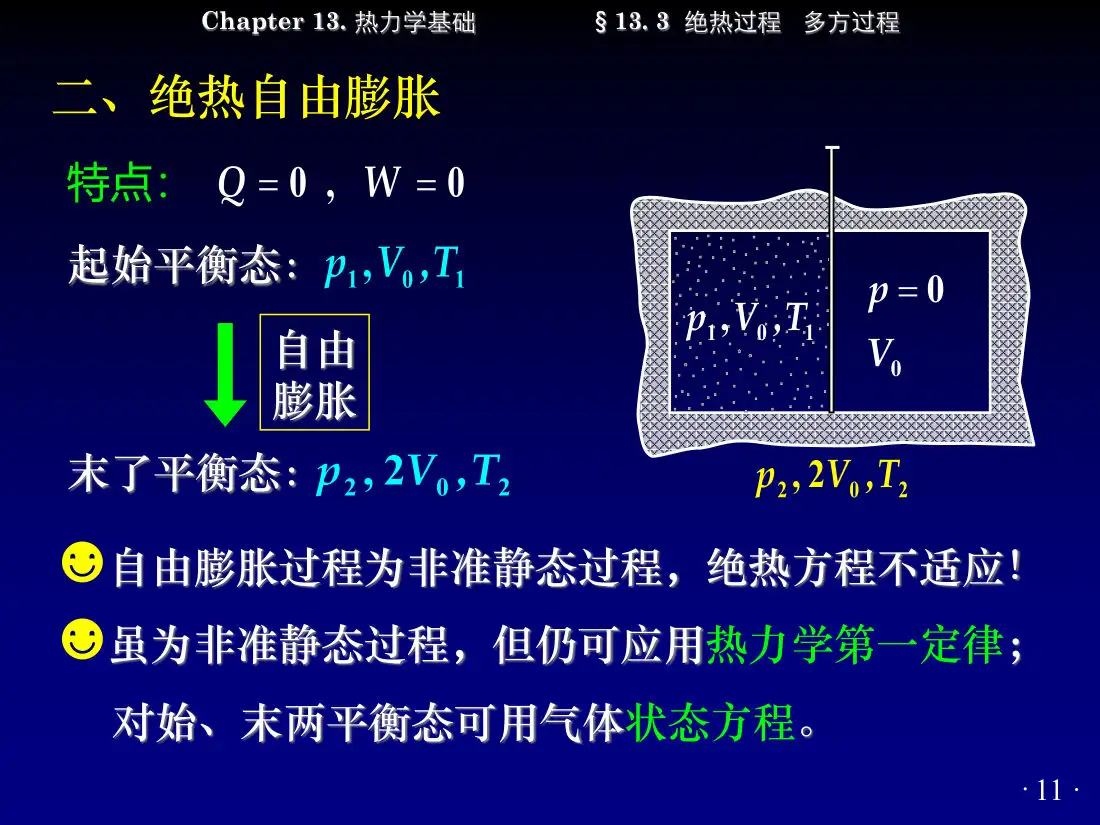 Chapter 13. 热力学基础 §13. 3 绝热过程 多方过程
二、绝热自由膨胀
特点： Q = 0 , W = 0
起始平衡态：p₁,V₀,T₁
自由
膨胀
末了平衡态：p₂, 2V₀,T₂
p₁,V₀,T₁
p = 0
V₀
p₂, 2V₀,T₂
自由膨胀过程为非准静态过程，绝热方程不适应！
虽为非准静态过程，但仍可应用热力学第一定律；
对始、末两平衡态可用气体状态方程。
· 11 ·